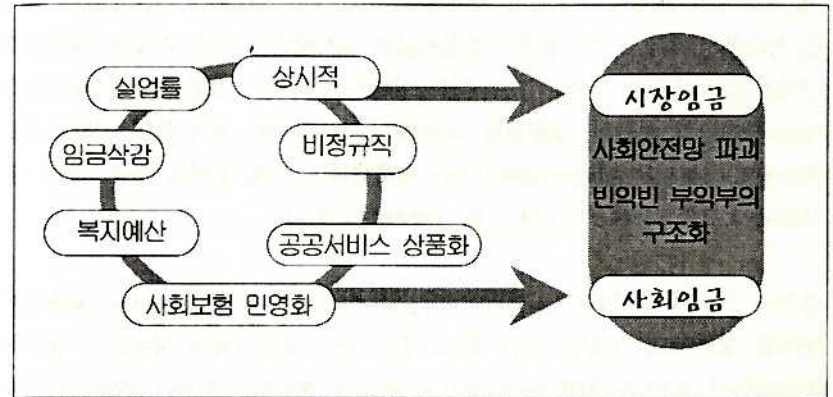 상시적
실업률
비정규직
임금삭감
복지예산
공공서비스 상품화
사회보험 민영화
시장임금
사회안전망 파괴
빈익빈 부익부의
구조화
사회임금